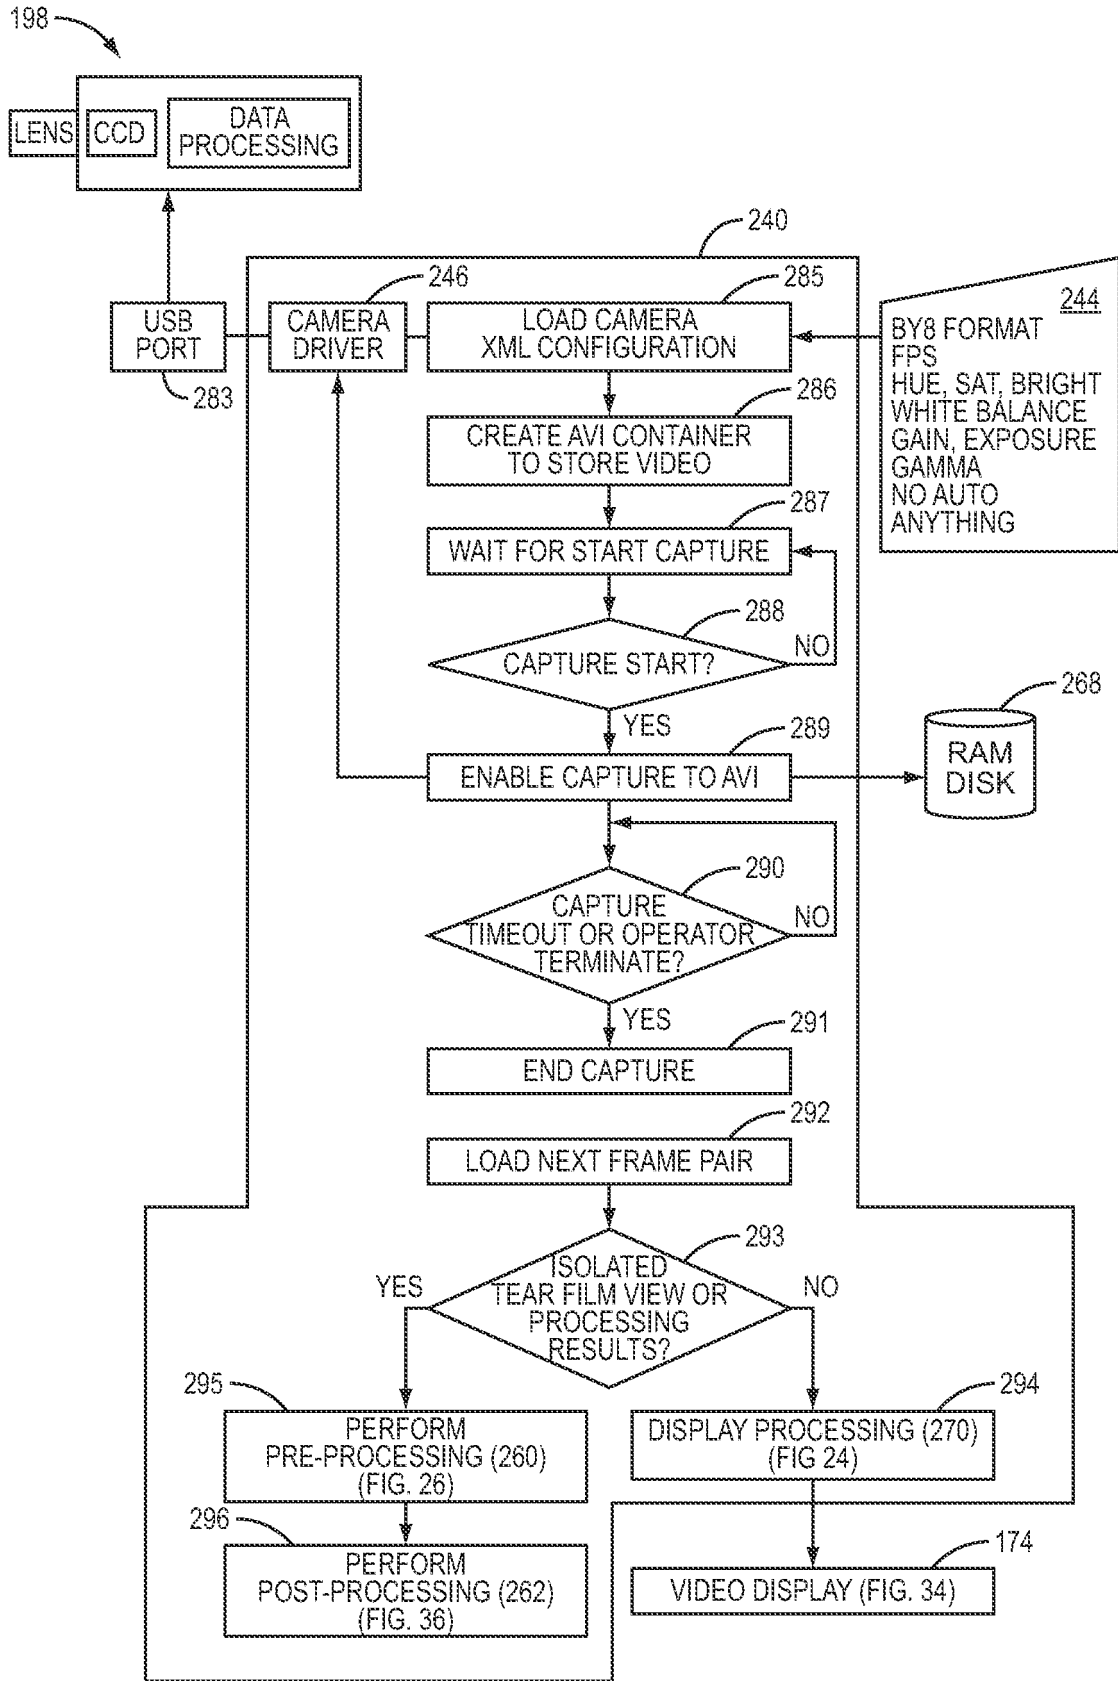 198
LENS
CCD
DATA
PROCESSING
240
246
285
244
USB
PORT
CAMERA
DRIVER
LOAD CAMERA
XML CONFIGURATION
BY8 FORMAT
FPS
HUE, SAT, BRIGHT
WHITE BALANCE
GAIN, EXPOSURE
GAMMA
NO AUTO
ANYTHING
283
286
CREATE AVI CONTAINER
TO STORE VIDEO
287
WAIT FOR START CAPTURE
288
CAPTURE START?
NO
YES
268
RAM
DISK
289
ENABLE CAPTURE TO AVI
290
CAPTURE
TIMEOUT OR OPERATOR
TERMINATE?
NO
YES
291
END CAPTURE
292
LOAD NEXT FRAME PAIR
293
YES
ISOLATED
TEAR FILM VIEW OR
PROCESSING
RESULTS?
NO
295
PERFORM
PRE-PROCESSING (260)
(FIG. 26)
294
DISPLAY PROCESSING (270)
(FIG 24)
296
PERFORM
POST-PROCESSING (262)
(FIG. 36)
174
VIDEO DISPLAY (FIG. 34)